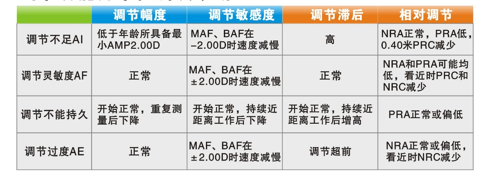 调节幅度 调节敏感度 调节滞后 相对调节
调节不足AI
低于年龄所具备最
小AMP2.00D
MAF、BAF在
-2.00D时速度减慢
高
NRA正常，PRA低，
0.40米PRC减少
调节灵敏度AF
正常
MAF、BAF在
±2.00D时速度减慢
正常
NRA和PRA可能均
低，看近时PRC和
NRC减少
调节不能持久
开始正常，重复测
量后下降
开始正常，持续近
距离工作后下降
开始正常，持续近
距离工作后增高
PRA正常或偏低
调节过度AE
正常
MAF、BAF在
±2.00D时速度减慢
调节超前
NRA正常或偏低，
看近时NRC减少